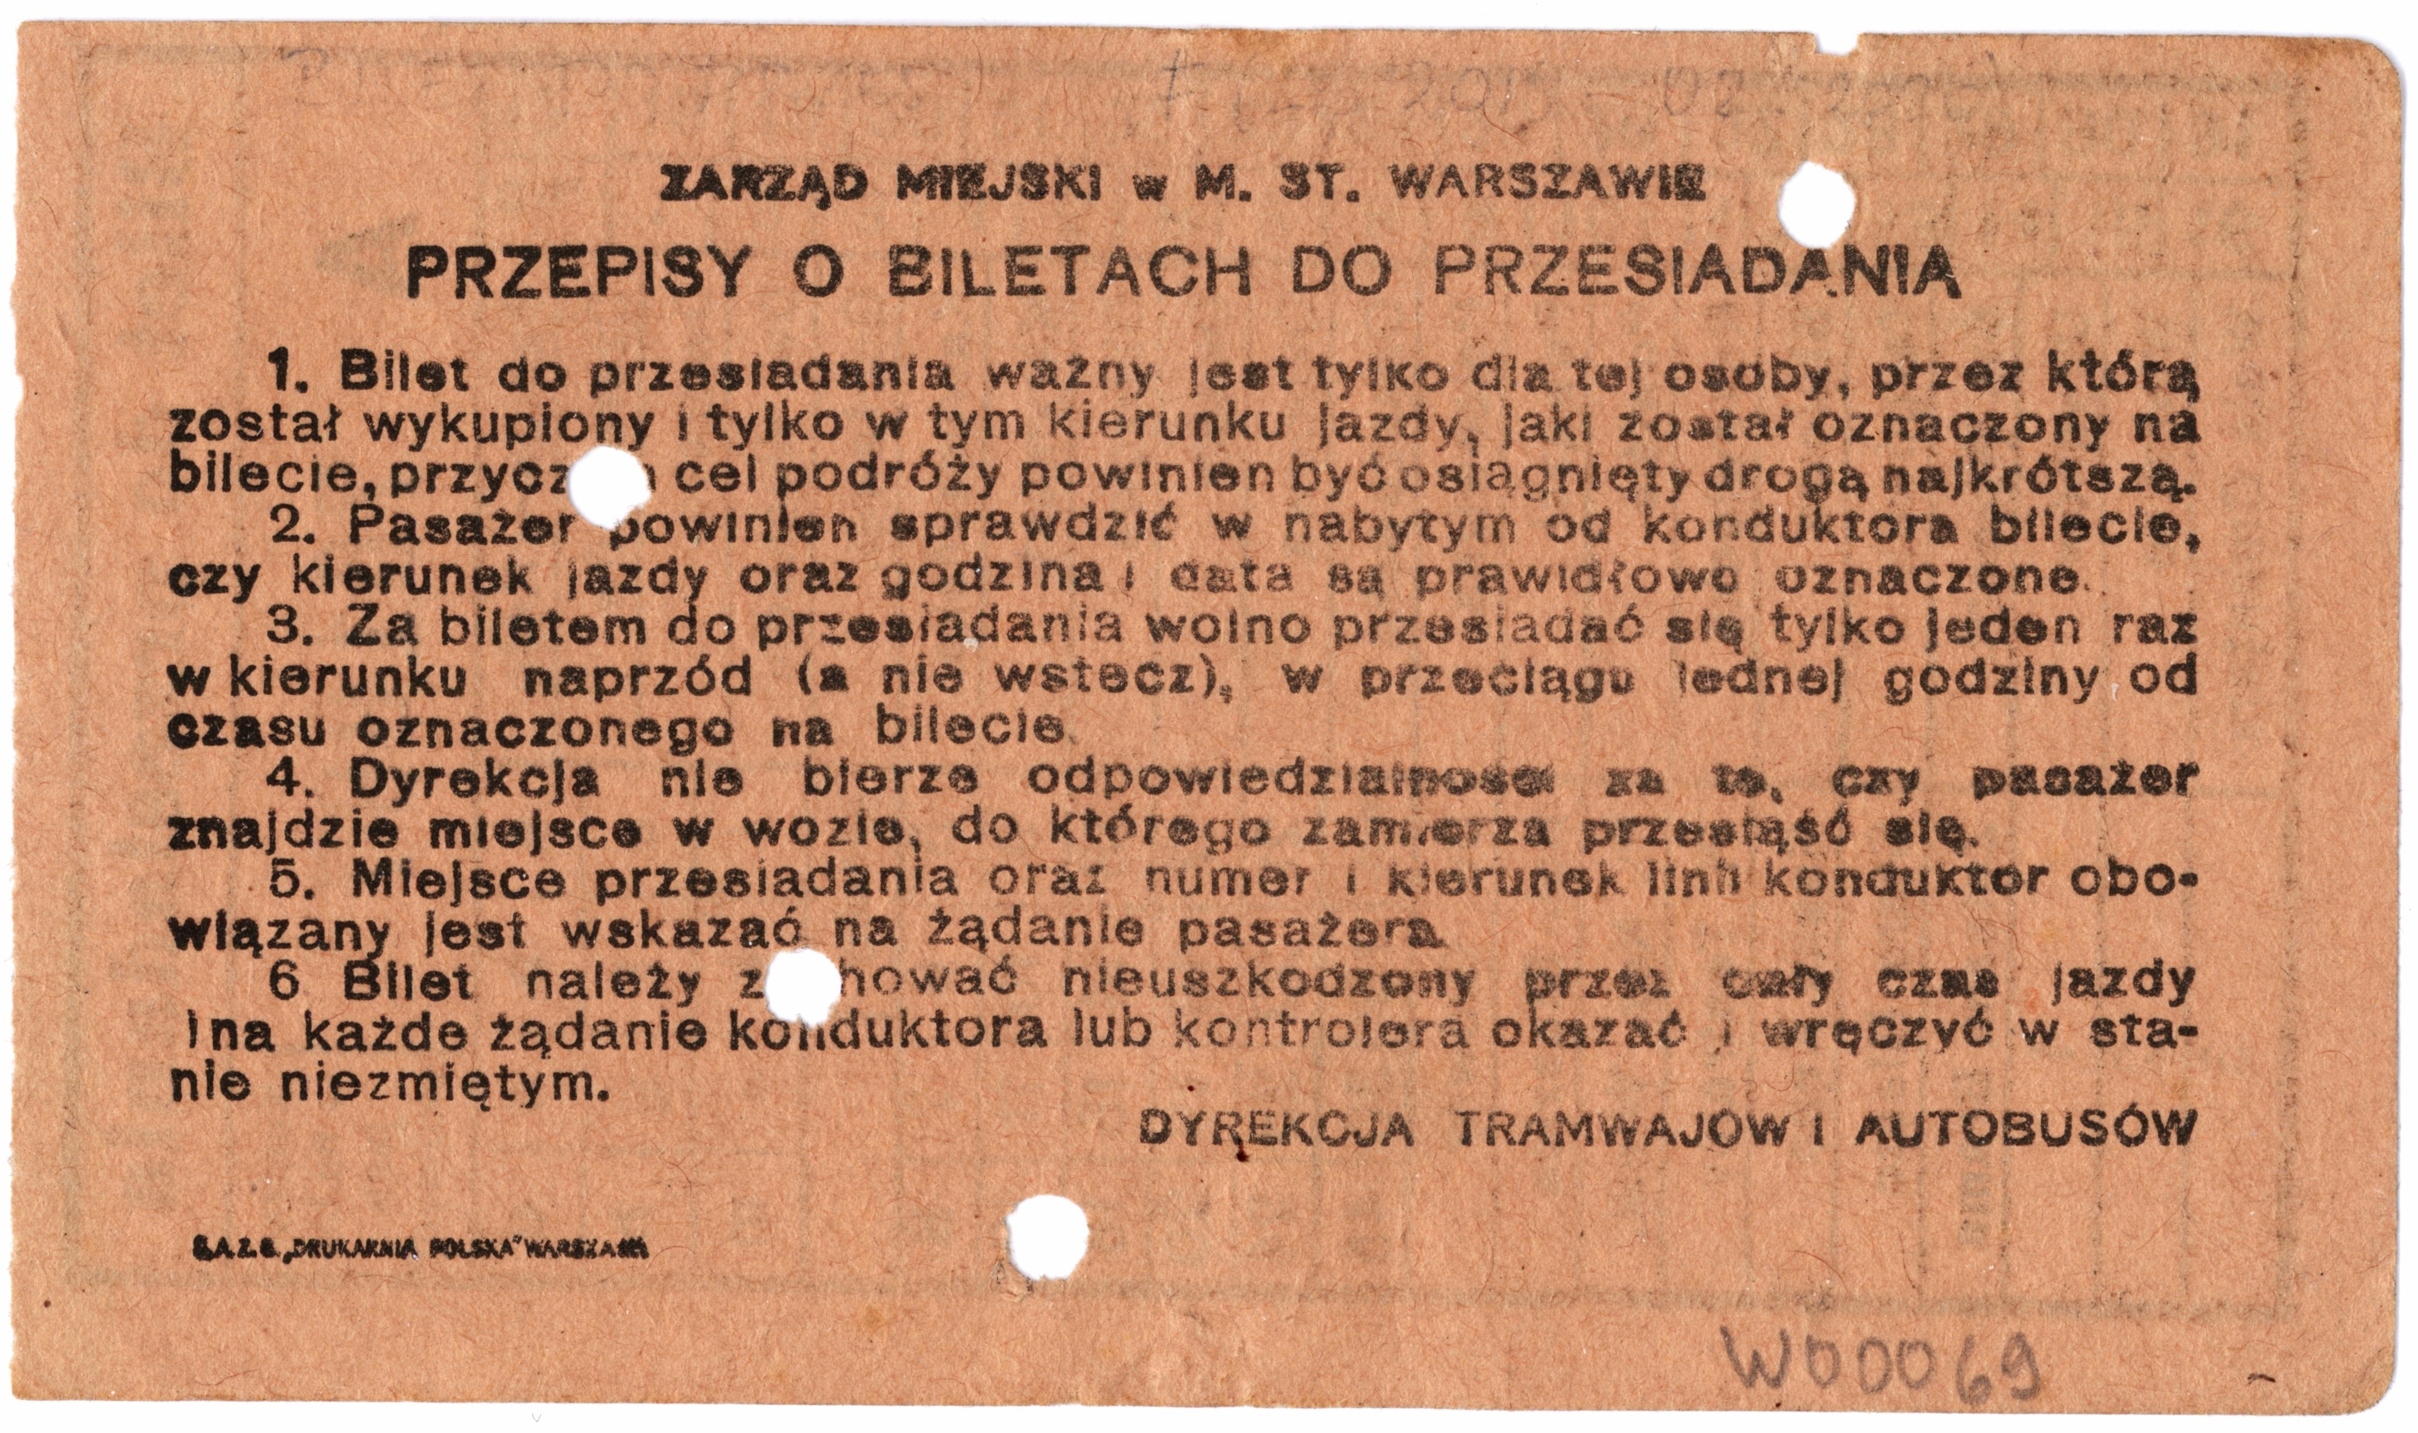 ZARZĄD MIEJSKI w M. ST. WARSZAWIE
PRZEPISY O BILETACH DO PRZESIADANIA
1. Bilet do przesiadania ważny jest tylko dla tej osoby, przez którą
został wykupiony i tylko w tym kierunku jazdy, jaki został oznaczony na
bilecie, cel podróży powinien być osiągnięty drogą najkrótszą.
2. Pasażer powinien sprawdzić w nabytym od konduktora bilecie,
czy kierunek jazdy oraz godzina i data są prawidłowo oznaczone.
3. Za biletem do przesiadania wolno przesiadać się tylko jeden raz
w kierunku naprzód (a nie wstecz), w przeciągu jednej godziny od
czasu oznaczonego na bilecie.
4. Dyrekcja nie bierze odpowiedzialności za to, czy pasażer
znajdzie miejsce w wozie, do którego zamierza przesiąść się.
5. Miejsce przesiadania oraz numer i kierunek linii konduktor obo-
wiązany jest wskazać na żądanie pasażera.
6 Bilet należy nieuszkodzony przez cały czas jazdy
i na każde żądanie konduktora lub kontrolera okazać i wręczyć w sta-
nie niezmiętym.
DYREKCJA TRAMWAJÓW I AUTOBUSÓW
„DRUKARNIA POLSKA" WARSZAWA
W00069